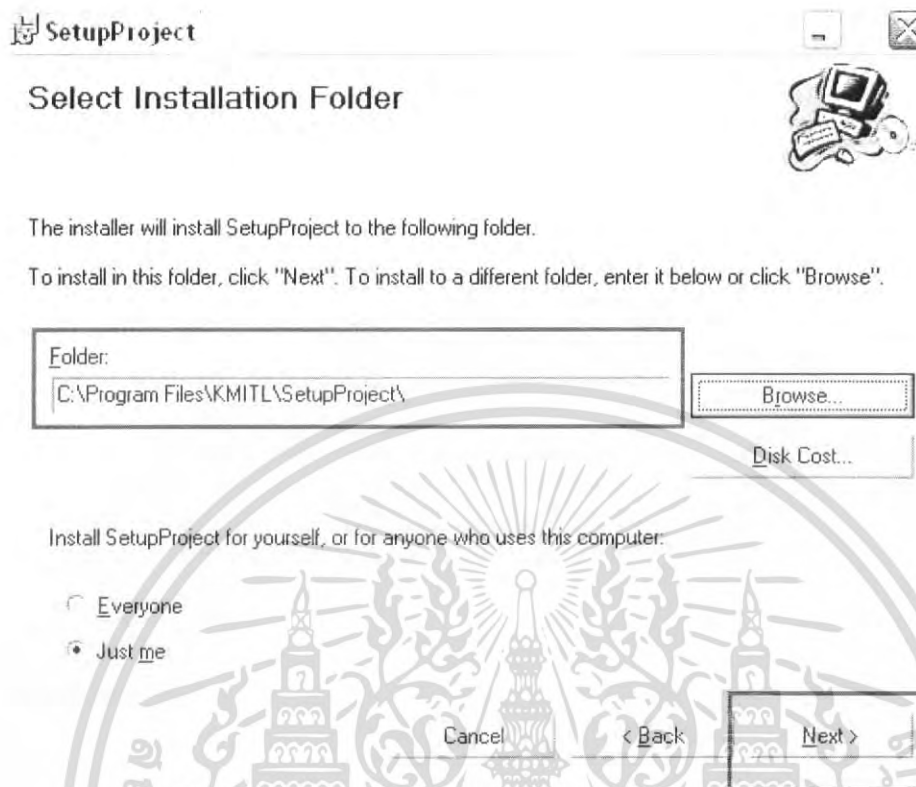 SetupProject
Select Installation Folder
The installer will install SetupProject to the following folder.
To install in this folder, click "Next". To install to a different folder, enter it below or click "Browse".
Folder:
C:\Program Files\KMITL\SetupProject\
Browse...
Disk Cost...
Install SetupProject for yourself, or for anyone who uses this computer:
Everyone
Just me
Cancel
< Back
Next >